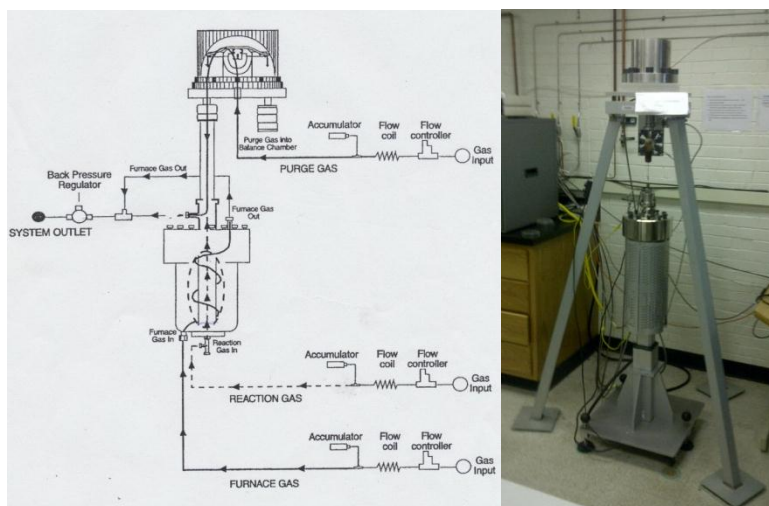 Purge Gas Into
Balance Chamber
Accumulator
Flow
coil
Flow
controller
Gas
Input
PURGE GAS
Furnace Gas Out
Back Pressure
Regulator
Furnace Gas
Out
SYSTEM OUTLET
Furnace
Gas In
Reaction
Gas In
Accumulator
Flow
coil
Flow
controller
Gas
Input
REACTION GAS
Accumulator
Flow
coil
Flow
controller
Gas
Input
FURNACE GAS